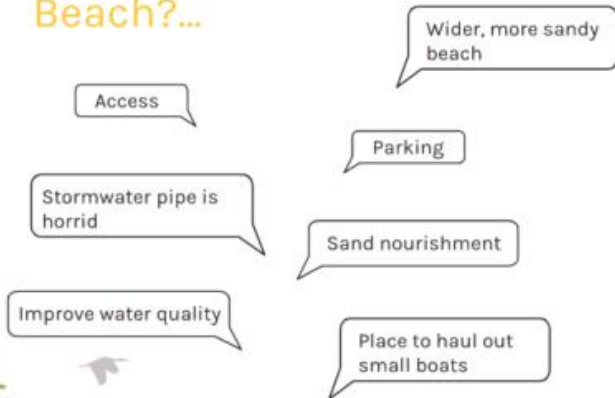 Beach?...
Wider, more sandy
beach
Access
Parking
Stormwater pipe is
horrid
Sand nourishment
Improve water quality
Place to haul out
small boats